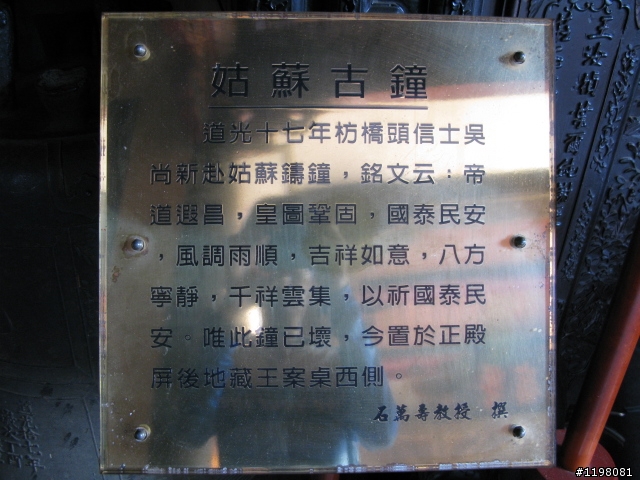 姑蘇古鐘
道光十七年枋橋頭信士吳
尚新赴姑蘇鑄鐘，銘文云：帝
道遐昌，皇圖鞏固，國泰民安
，風調雨順，吉祥如意，八方
寧靜，千祥雲集，以祈國泰民
安。唯此鐘已壞，今置於正殿
屏後地藏王案桌西側。
石萬壽教授 撰
#1198081